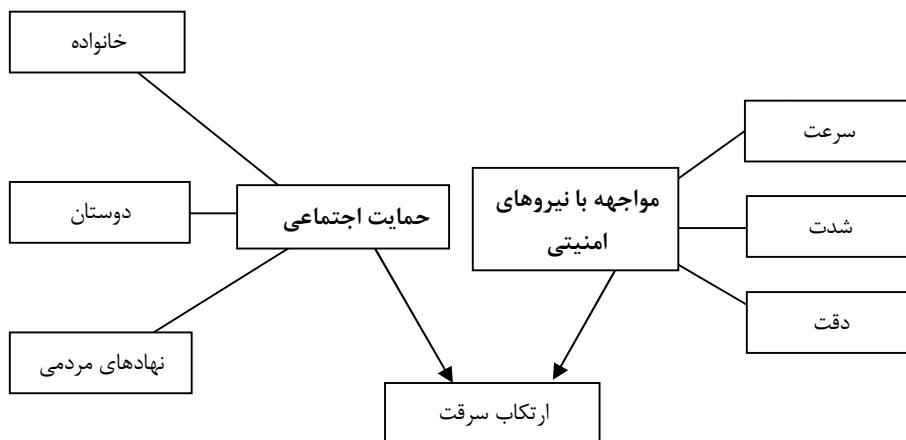 خانواده
سرعت
دوستان
حمایت اجتماعی
مواجهه با نیروهای
امنیتی
شدت
دقت
نهادهای مردمی
ارتکاب سرقت